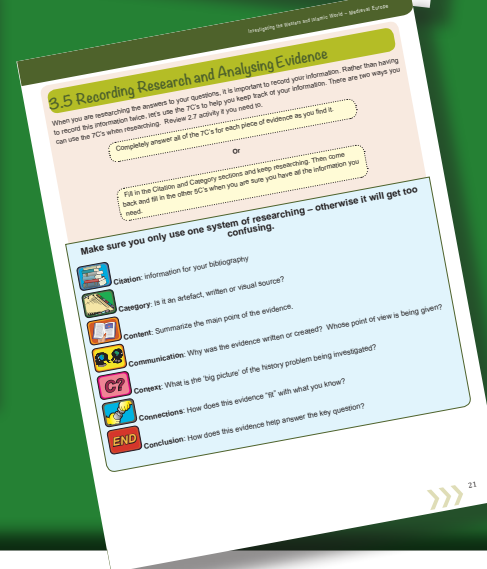 Investigating the Western and Islamic World – Medieval Europe
3.5 Recording Research and Analysing Evidence
When you are researching the answers to your questions, it is important to record your information. Rather than having
to record this information twice, let's use the 7C's to help you keep track of your information. There are two ways you
can use the 7C's when researching. Review 2.7 activity if you need to.
Completely answer all of the 7C's for each piece of evidence as you find it.
Or
Fill in the Citation and Category sections and keep researching. Then come
back and fill in the other 5C's when you are sure you have all the information you
need.
Make sure you only use one system of researching – otherwise it will get too
confusing.
Citation: information for your bibliography
Category: Is it an artefact, written or visual source?
Content: Summarize the main point of the evidence.
Communication: Why was the evidence written or created? Whose point of view is being given?
C?
Context: What is the 'big picture' of the history problem being investigated?
Connections: How does this evidence "fit" with what you know?
END
Conclusion: How does this evidence help answer the key question?
21